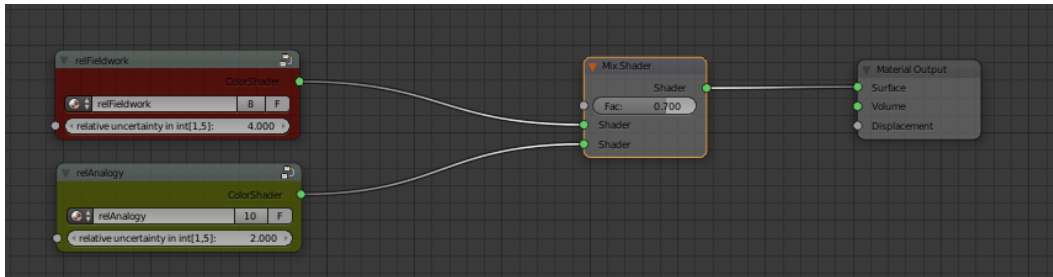 relFieldwork
ColorShader
relFieldwork 8 F
relative uncertainty in int[1,5]: 4.000
relAnalogy
ColorShader
relAnalogy 10 F
relative uncertainty in int[1,5]: 2.000
Mix Shader
Shader
Fac: 0.700
Shader
Shader
Material Output
Surface
Volume
Displacement